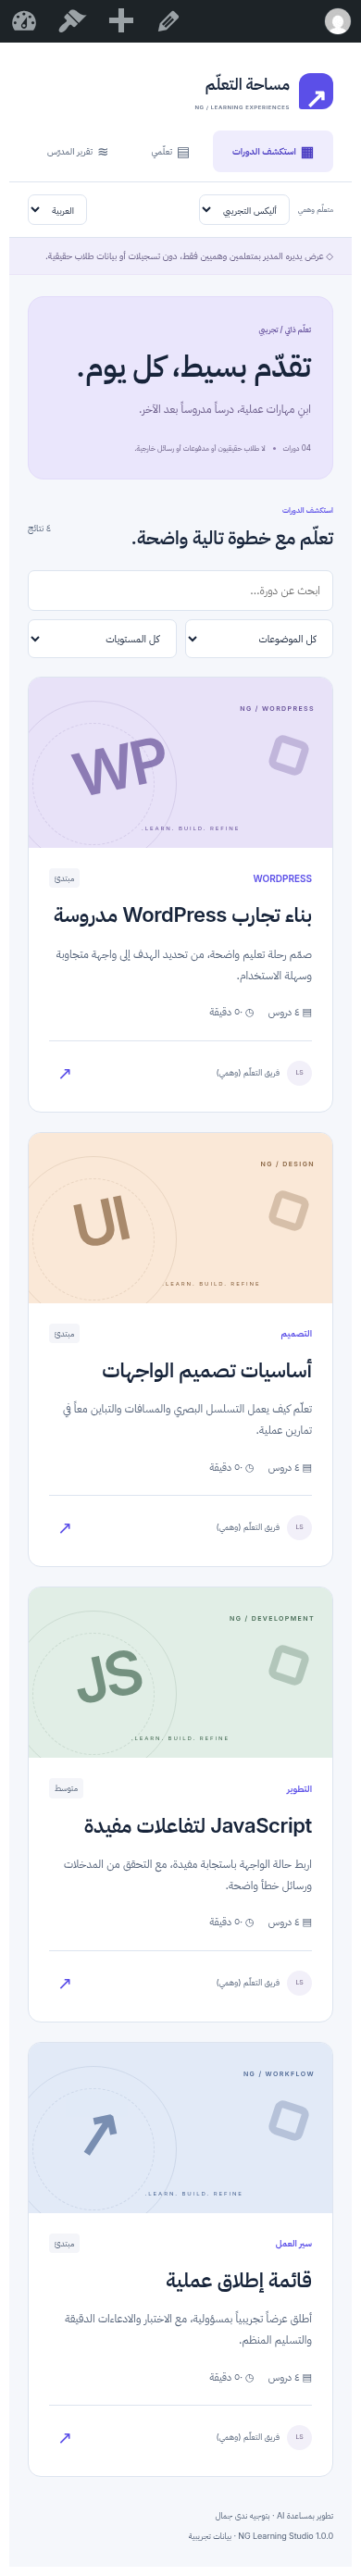 مساحة التعلّم
NG / LEARNING EXPERIENCES
استكشف الدورات
تعلّمي
تقرير المدرّس
متعلّم وهمي
أليكس التجريبي
العربية
◇ عرض يديره المدير بمتعلمين وهميين فقط، دون تسجيلات أو بيانات طلاب حقيقية.
تعلّم ذاتي / تجريبي
تقدّم بسيط، كل يوم.
ابنِ مهارات عملية، درساً مدروساً بعد الآخر.
04 دورات • لا طلاب حقيقيون أو مدفوعات أو رسائل خارجية.
استكشف الدورات
تعلّم مع خطوة تالية واضحة.
٤ نتائج
ابحث عن دورة...
كل الموضوعات
كل المستويات
NG / WORDPRESS
WP
LEARN. BUILD. REFINE.
WORDPRESS
مبتدئ
بناء تجارب WordPress مدروسة
صمّم رحلة تعليم واضحة، من تحديد الهدف إلى واجهة متجاوبة
وسهلة الاستخدام.
٤ دروس
٥٠ دقيقة
LS
فريق التعلّم (وهمي)
↗
NG / DESIGN
UI
LEARN. BUILD. REFINE.
التصميم
مبتدئ
أساسيات تصميم الواجهات
تعلّم كيف يعمل التسلسل البصري والمسافات والتباين معاً في
تمارين عملية.
٤ دروس
٥٠ دقيقة
LS
فريق التعلّم (وهمي)
↗
NG / DEVELOPMENT
JS
LEARN. BUILD. REFINE.
التطوير
متوسط
JavaScript لتفاعلات مفيدة
اربط حالة الواجهة باستجابة مفيدة، مع التحقق من المدخلات
ورسائل خطأ واضحة.
٤ دروس
٥٠ دقيقة
LS
فريق التعلّم (وهمي)
↗
NG / WORKFLOW
↗
LEARN. BUILD. REFINE.
سير العمل
مبتدئ
قائمة إطلاق عملية
أطلق عرضاً تجريبياً بمسؤولية، مع الاختبار والادعاءات الدقيقة
والتسليم المنظم.
٤ دروس
٥٠ دقيقة
LS
فريق التعلّم (وهمي)
↗
تطوير بمساعدة AI · بتوجيه ندى جمال
NG Learning Studio 1.0.0 · بيانات تجريبية